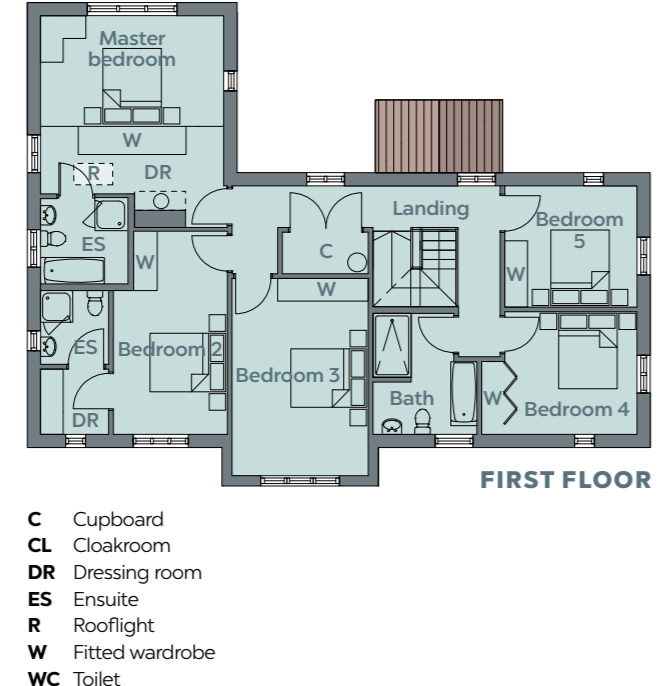 Master
bedroom
W
R
DR
ES
W
C
Landing
Bedroom
5
W
W
ES
Bedroom 2
Bedroom 3
Bath
W
Bedroom 4
DR
FIRST FLOOR
C Cupboard
CL Cloakroom
DR Dressing room
ES Ensuite
R Rooflight
W Fitted wardrobe
WC Toilet